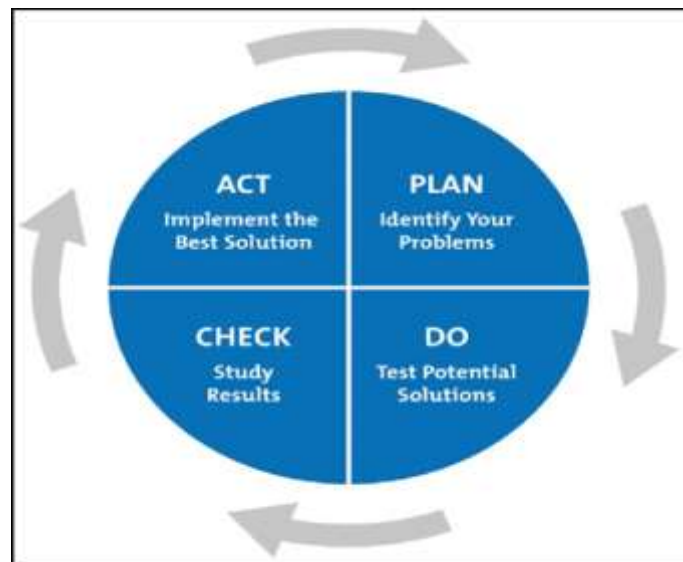 ACT
Implement the
Best Solution
PLAN
Identify Your
Problems
CHECK
Study
Results
DO
Test Potential
Solutions